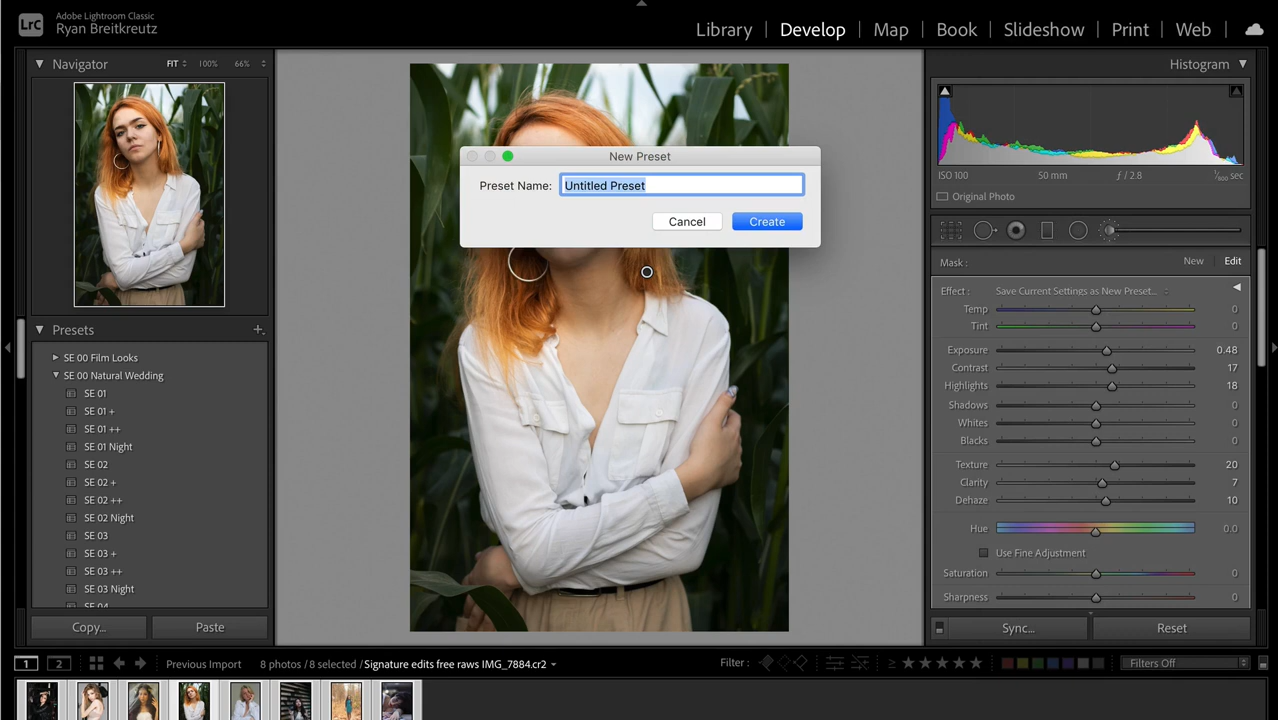 LrC
Adobe Lightroom Classic
Ryan Breitkreutz
Library | Develop | Map | Book | Slideshow | Print | Web
Navigator FIT 100% 66%
Histogram
ISO 100 50 mm ƒ / 2.8 1/800 sec
Original Photo
New Preset
Preset Name: Untitled Preset
Cancel Create
Mask : New Edit
Effect : Save Current Settings as New Preset...
Temp 0
Tint 0
Exposure 0.48
Contrast 17
Highlights 18
Shadows 0
Whites 0
Blacks 0
Texture 20
Clarity 7
Dehaze 10
Hue 0.0
Use Fine Adjustment
Saturation 0
Sharpness 0
Presets
SE 00 Film Looks
SE 00 Natural Wedding
SE 01
SE 01 +
SE 01 ++
SE 01 Night
SE 02
SE 02 +
SE 02 ++
SE 02 Night
SE 03
SE 03 +
SE 03 ++
SE 03 Night
SE 04
Copy... Paste
Sync... Reset
1 2 Previous Import 8 photos / 8 selected / Signature edits free raws IMG_7884.cr2 Filter : ≥ ★★★★★ Filters Off